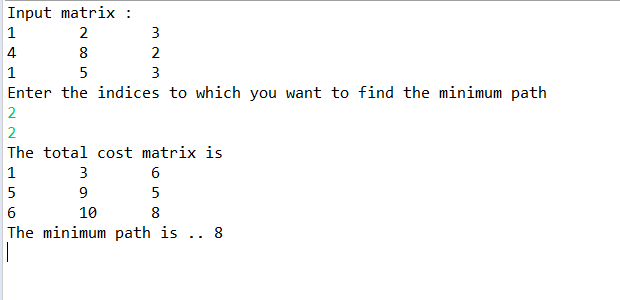 Input matrix :
1 2 3
4 8 2
1 5 3
Enter the indices to which you want to find the minimum path
2
2
The total cost matrix is
1 3 6
5 9 5
6 10 8
The minimum path is .. 8